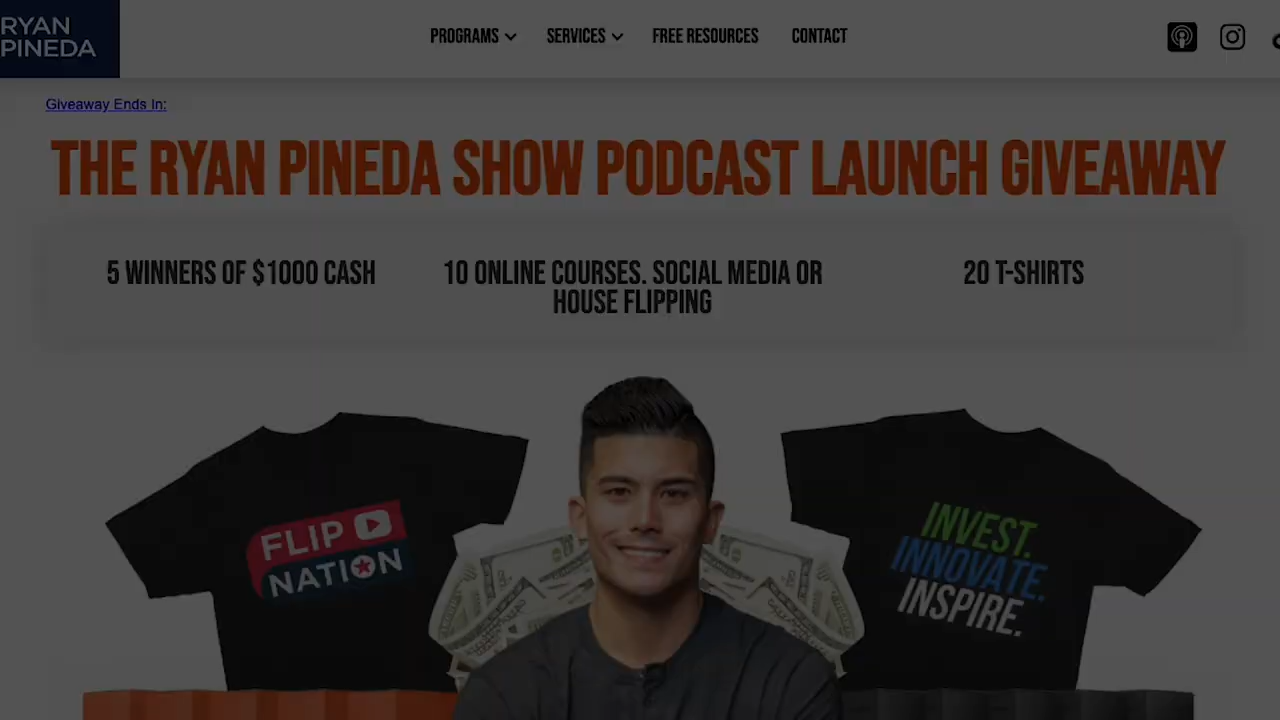 RYAN
PINEDA
PROGRAMS
SERVICES
FREE RESOURCES
CONTACT
Giveaway Ends In:
THE RYAN PINEDA SHOW PODCAST LAUNCH GIVEAWAY
5 WINNERS OF $1000 CASH
10 ONLINE COURSES. SOCIAL MEDIA OR
HOUSE FLIPPING
20 T-SHIRTS
FLIP
NATION
INVEST.
INNOVATE.
INSPIRE.